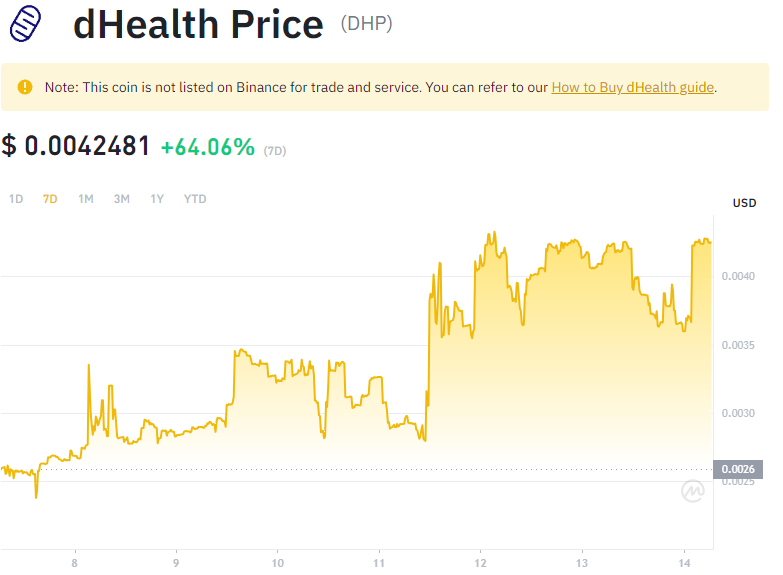 dHealth Price (DHP)
Note: This coin is not listed on Binance for trade and service. You can refer to our How to Buy dHealth guide.
$ 0.0042481 +64.06% (7D)
1D 7D 1M 3M 1Y YTD
USD
0.0040
0.0035
0.0030
0.0026
0.0025
8 9 10 11 12 13 14